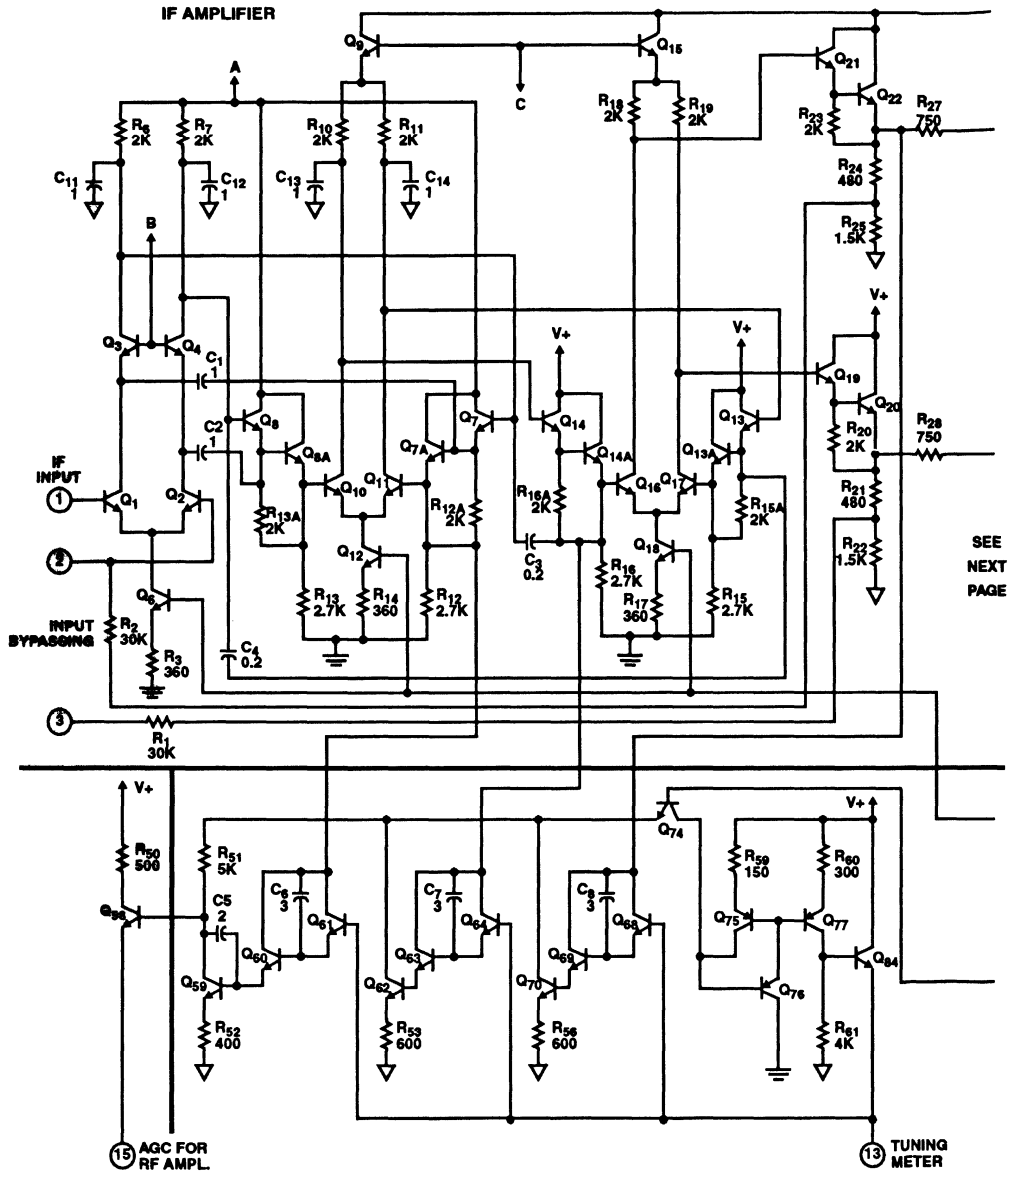 IF AMPLIFIER
Q9
Q15
Q21
A
C
Q22
R6
2K
R7
2K
R10
2K
R11
2K
R18
2K
R19
2K
R23
2K
R27
750
C11
1
C12
1
C13
1
C14
1
R24
480
B
R25
1.5K
V+
Q3
Q4
V+
V+
C1
1
Q19
Q20
C2
1
Q8
Q7
Q14
Q13
R20
2K
R28
750
Q8A
Q7A
Q14A
Q13A
IF
INPUT
1
Q1
Q2
Q10
Q11
Q16
Q17
R21
480
R13A
2K
R12A
2K
R16A
2K
R15A
2K
2
Q12
C3
0.2
Q18
R22
1.5K
SEE
NEXT
PAGE
Q6
R16
2.7K
INPUT
BYPASSING
R2
30K
R13
2.7K
R14
360
R12
2.7K
R17
360
R15
2.7K
R3
360
C4
0.2
3
R1
30K
V+
V+
Q74
R50
500
R51
5K
R59
150
R60
300
C5
2
C6
3
C7
3
C8
3
Q61
Q64
Q68
Q75
Q77
Q60
Q63
Q69
Q84
Q59
Q62
Q70
Q76
R52
400
R53
600
R56
600
R61
4K
15
AGC FOR
RF AMPL.
13
TUNING
METER